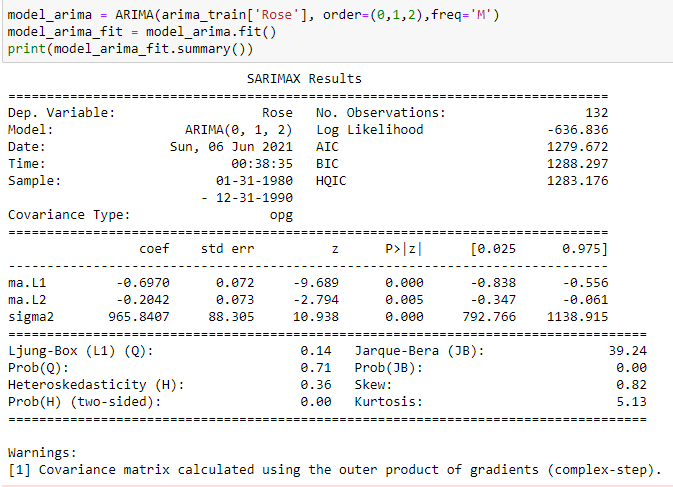 model_arima = ARIMA(arima_train['Rose'], order=(0,1,2),freq='M')
model_arima_fit = model_arima.fit()
print(model_arima_fit.summary())
SARIMAX Results
==============================================================================
Dep. Variable: Rose No. Observations: 132
Model: ARIMA(0, 1, 2) Log Likelihood -636.836
Date: Sun, 06 Jun 2021 AIC 1279.672
Time: 00:38:35 BIC 1288.297
Sample: 01-31-1980 HQIC 1283.176
- 12-31-1990
Covariance Type: opg
==============================================================================
coef std err z P>|z| [0.025 0.975]
------------------------------------------------------------------------------
ma.L1 -0.6970 0.072 -9.689 0.000 -0.838 -0.556
ma.L2 -0.2042 0.073 -2.794 0.005 -0.347 -0.061
sigma2 965.8407 88.305 10.938 0.000 792.766 1138.915
===================================================================================
Ljung-Box (L1) (Q): 0.14 Jarque-Bera (JB): 39.24
Prob(Q): 0.71 Prob(JB): 0.00
Heteroskedasticity (H): 0.36 Skew: 0.82
Prob(H) (two-sided): 0.00 Kurtosis: 5.13
===================================================================================
Warnings:
[1] Covariance matrix calculated using the outer product of gradients (complex-step).